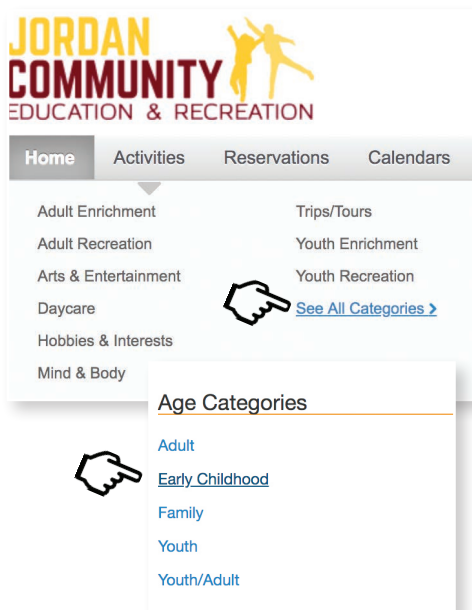 JORDAN
COMMUNITY
EDUCATION & RECREATION
Home Activities Reservations Calendars
Adult Enrichment
Adult Recreation
Arts & Entertainment
Daycare
Hobbies & Interests
Mind & Body
Trips/Tours
Youth Enrichment
Youth Recreation
See All Categories >
Age Categories
Adult
Early Childhood
Family
Youth
Youth/Adult